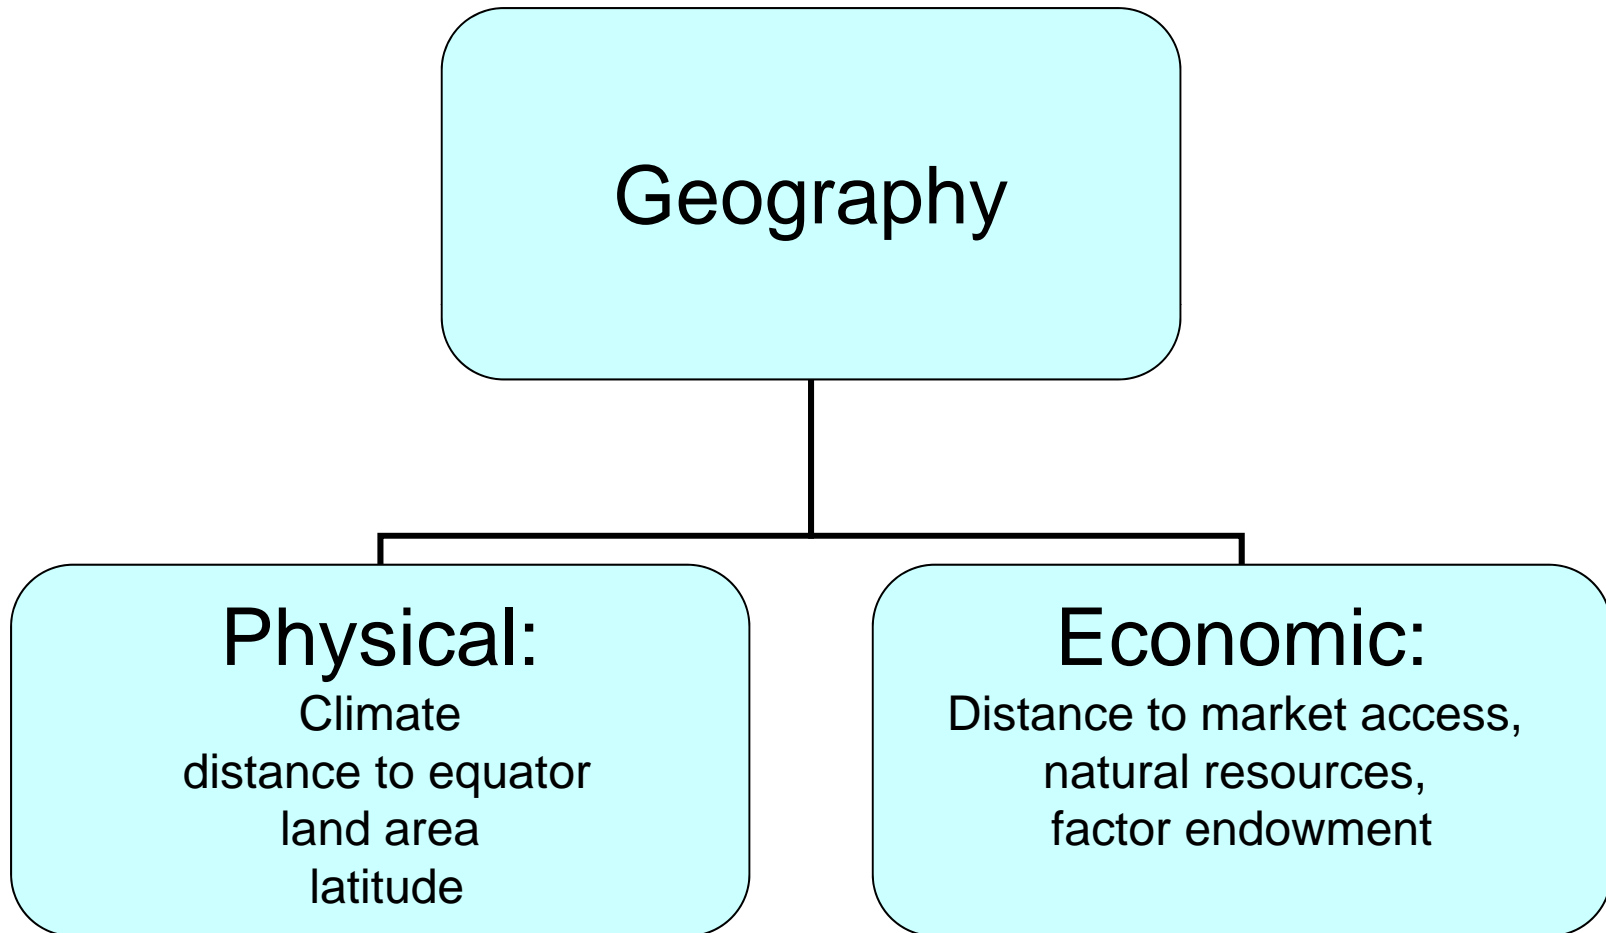 Geography
Physical:
Climate
distance to equator
land area
latitude
Economic:
Distance to market access,
natural resources,
factor endowment